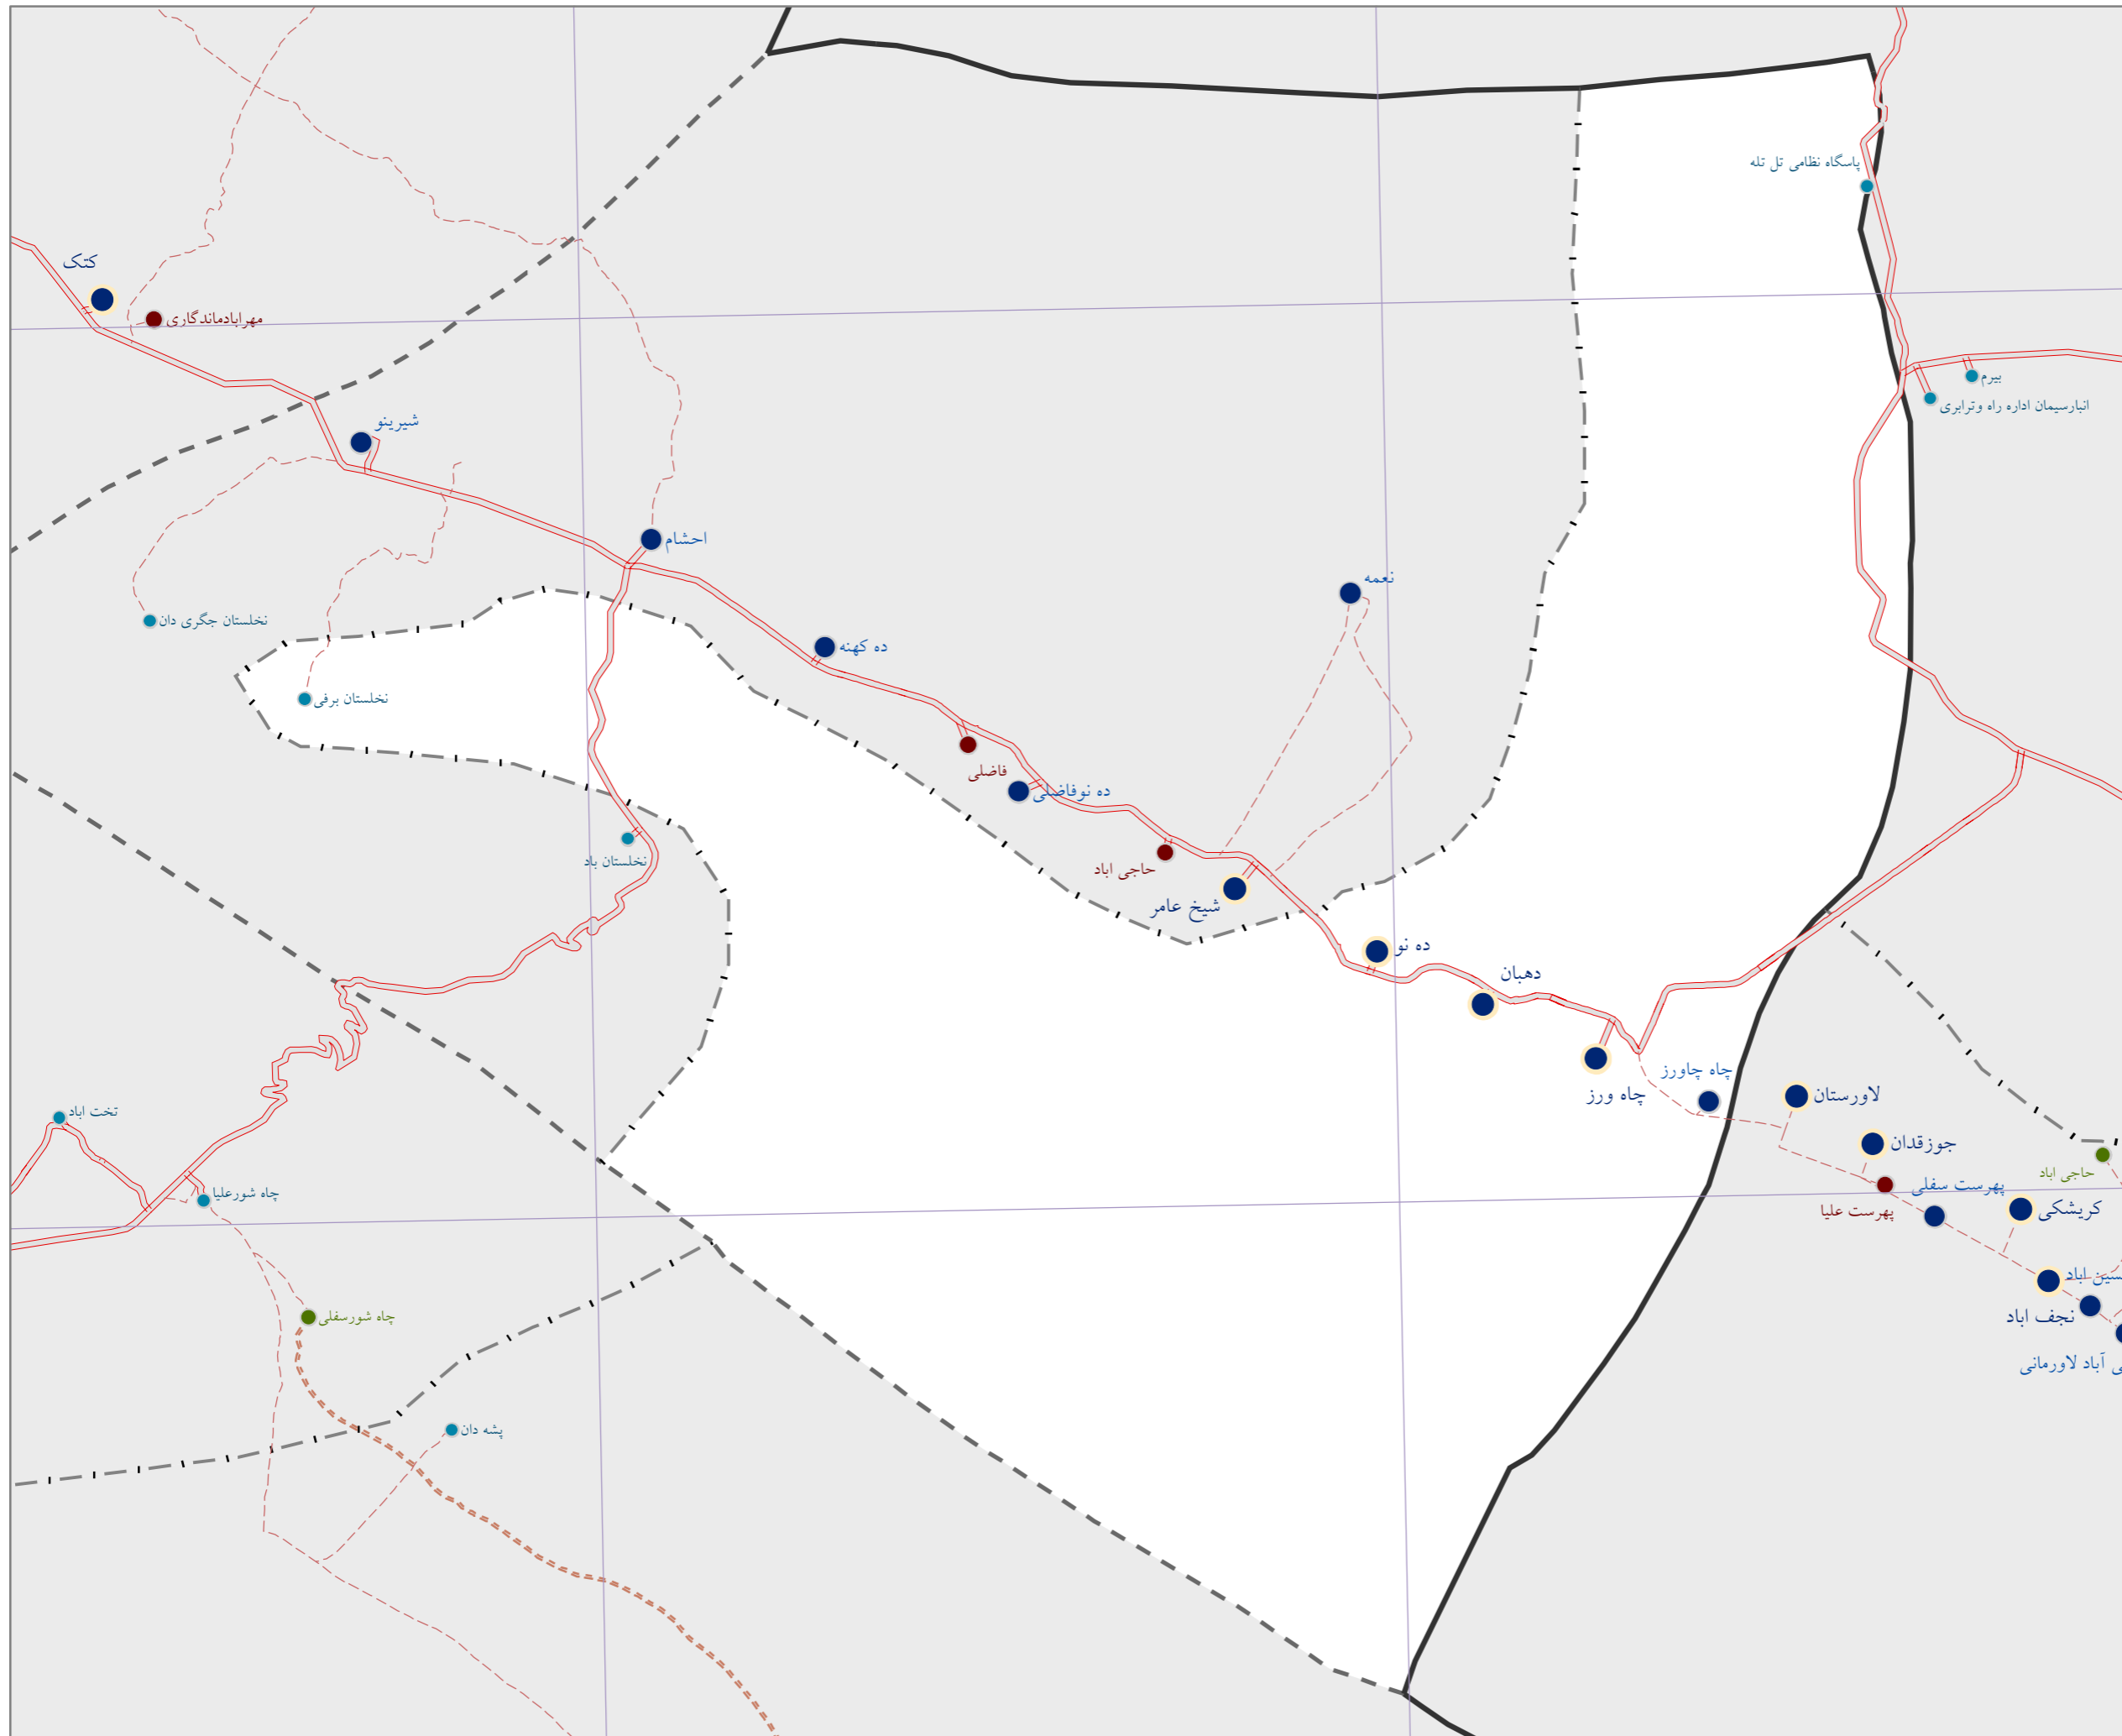 پاسگاه نظامی تل تله
کتک
مهرابادماندگاری
بیرم
انبارسیمان اداره راه وترابری
شیرینو
احشام
نعمه
نخلستان جگری دان
ده کهنه
نخلستان برفی
فاضلی
ده نوفاضلی
نخلستان باد
حاجی اباد
شیخ عامر
ده نو
دهبان
چاه چاورز
چاه ورز
لاورستان
تخت اباد
جوزقدان
حاجی اباد
پهرست سفلی
چاه شورعلیا
پهرست علیا
کریشکی
سین اباد
نجف اباد
چاه شورسفلی
ی آباد لاورمانی
پشه دان